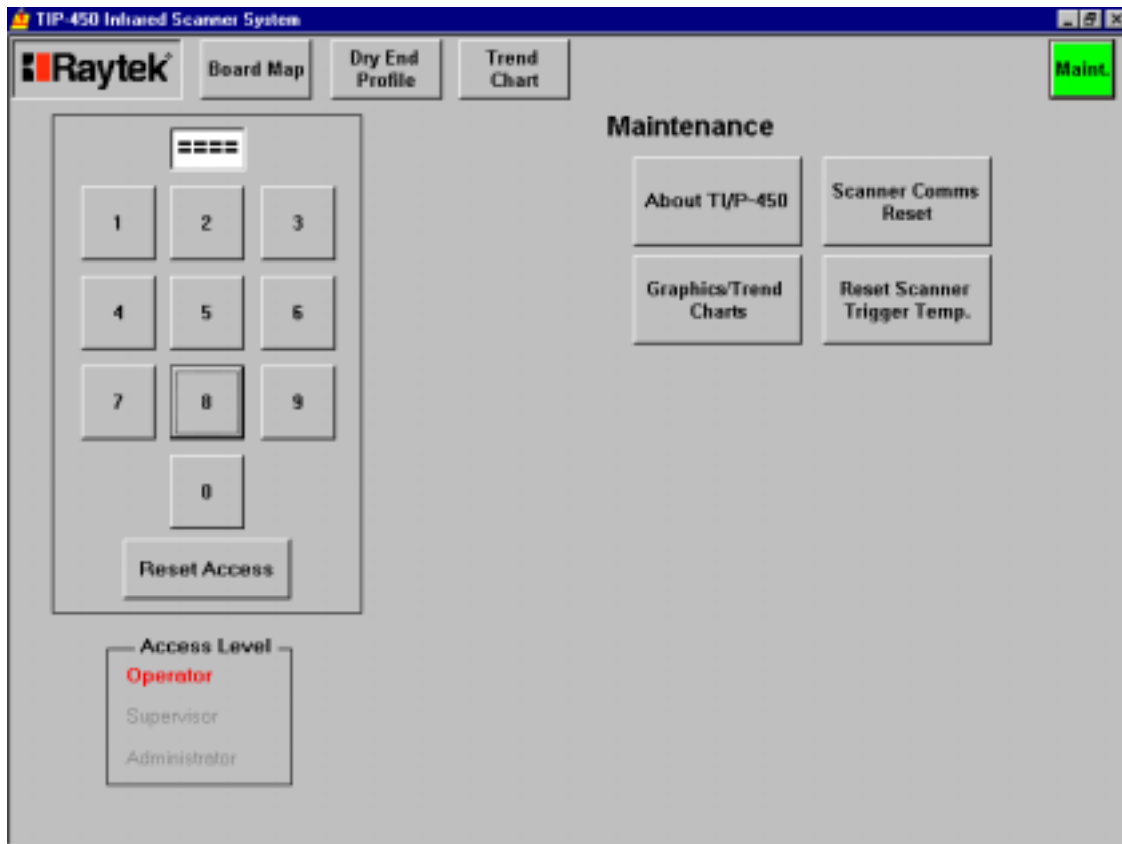 TIP-450 Infrared Scanner System
Raytek
Board Map
Dry End
Profile
Trend
Chart
Maint.
====
1
2
3
4
5
6
7
8
9
0
Reset Access
Access Level
Operator
Supervisor
Administrator
Maintenance
About TI/P-450
Scanner Comms
Reset
Graphics/Trend
Charts
Reset Scanner
Trigger Temp.